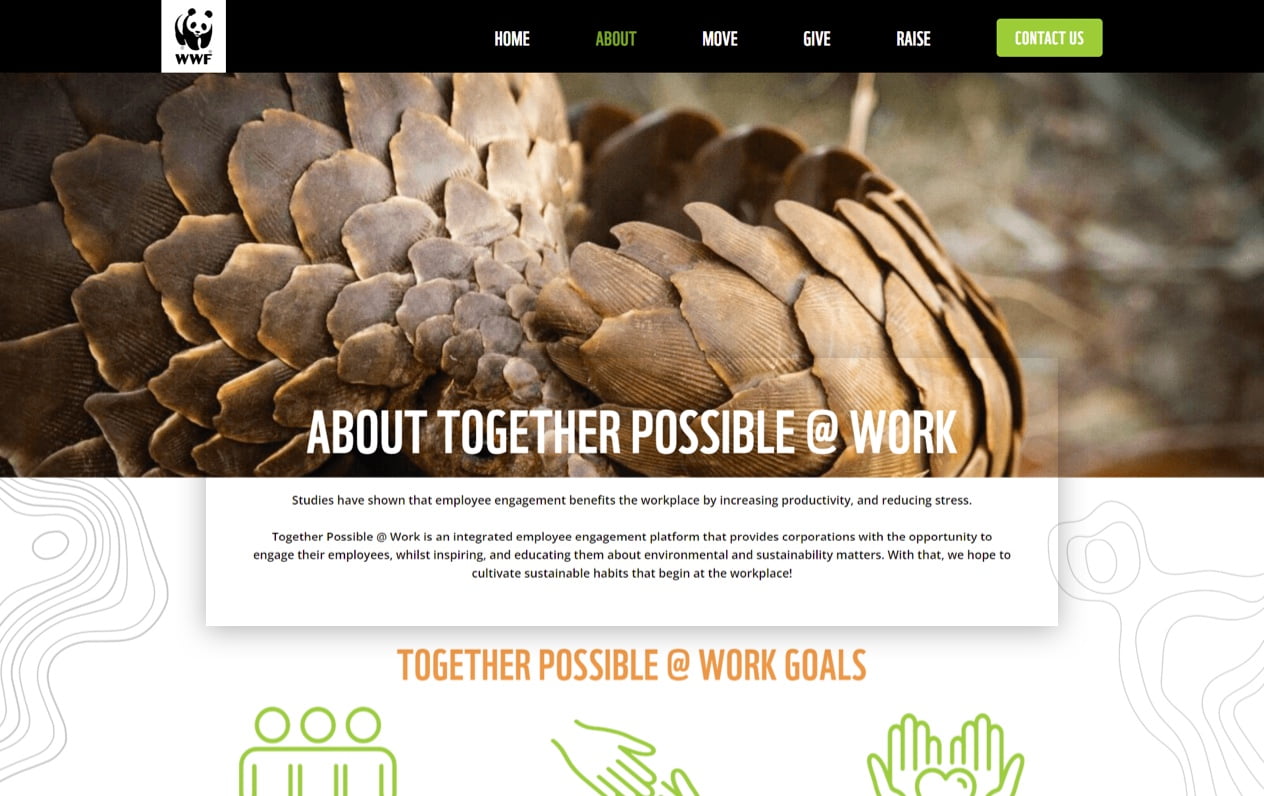 WWF
HOME
ABOUT
MOVE
GIVE
RAISE
CONTACT US
ABOUT TOGETHER POSSIBLE @ WORK
Studies have shown that employee engagement benefits the workplace by increasing productivity, and reducing stress.
Together Possible @ Work is an integrated employee engagement platform that provides corporations with the opportunity to
engage their employees, whilst inspiring, and educating them about environmental and sustainability matters. With that, we hope to
cultivate sustainable habits that begin at the workplace!
TOGETHER POSSIBLE @ WORK GOALS